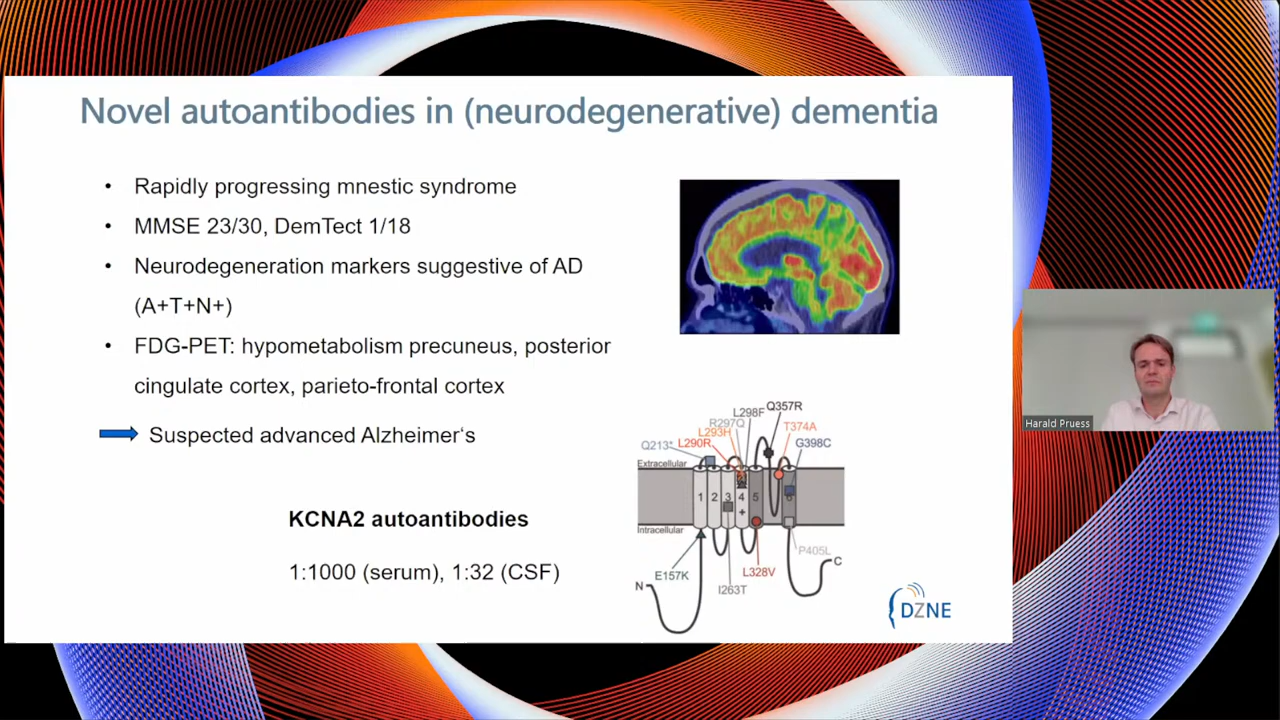 Novel autoantibodies in (neurodegenerative) dementia
• Rapidly progressing mnestic syndrome
• MMSE 23/30, DemTect 1/18
• Neurodegeneration markers suggestive of AD
(A+T+N+)
• FDG-PET: hypometabolism precuneus, posterior
cingulate cortex, parieto-frontal cortex
Suspected advanced Alzheimer‘s
KCNA2 autoantibodies
1:1000 (serum), 1:32 (CSF)
Q357R
L298F
R297Q
T374A
L293H
L290R
G398C
Q213*
Extracellular
1 2 3 4 5
+
Intracellular
P405L
C
L328V
E157K
N
I263T
DZNE
Harald Pruess